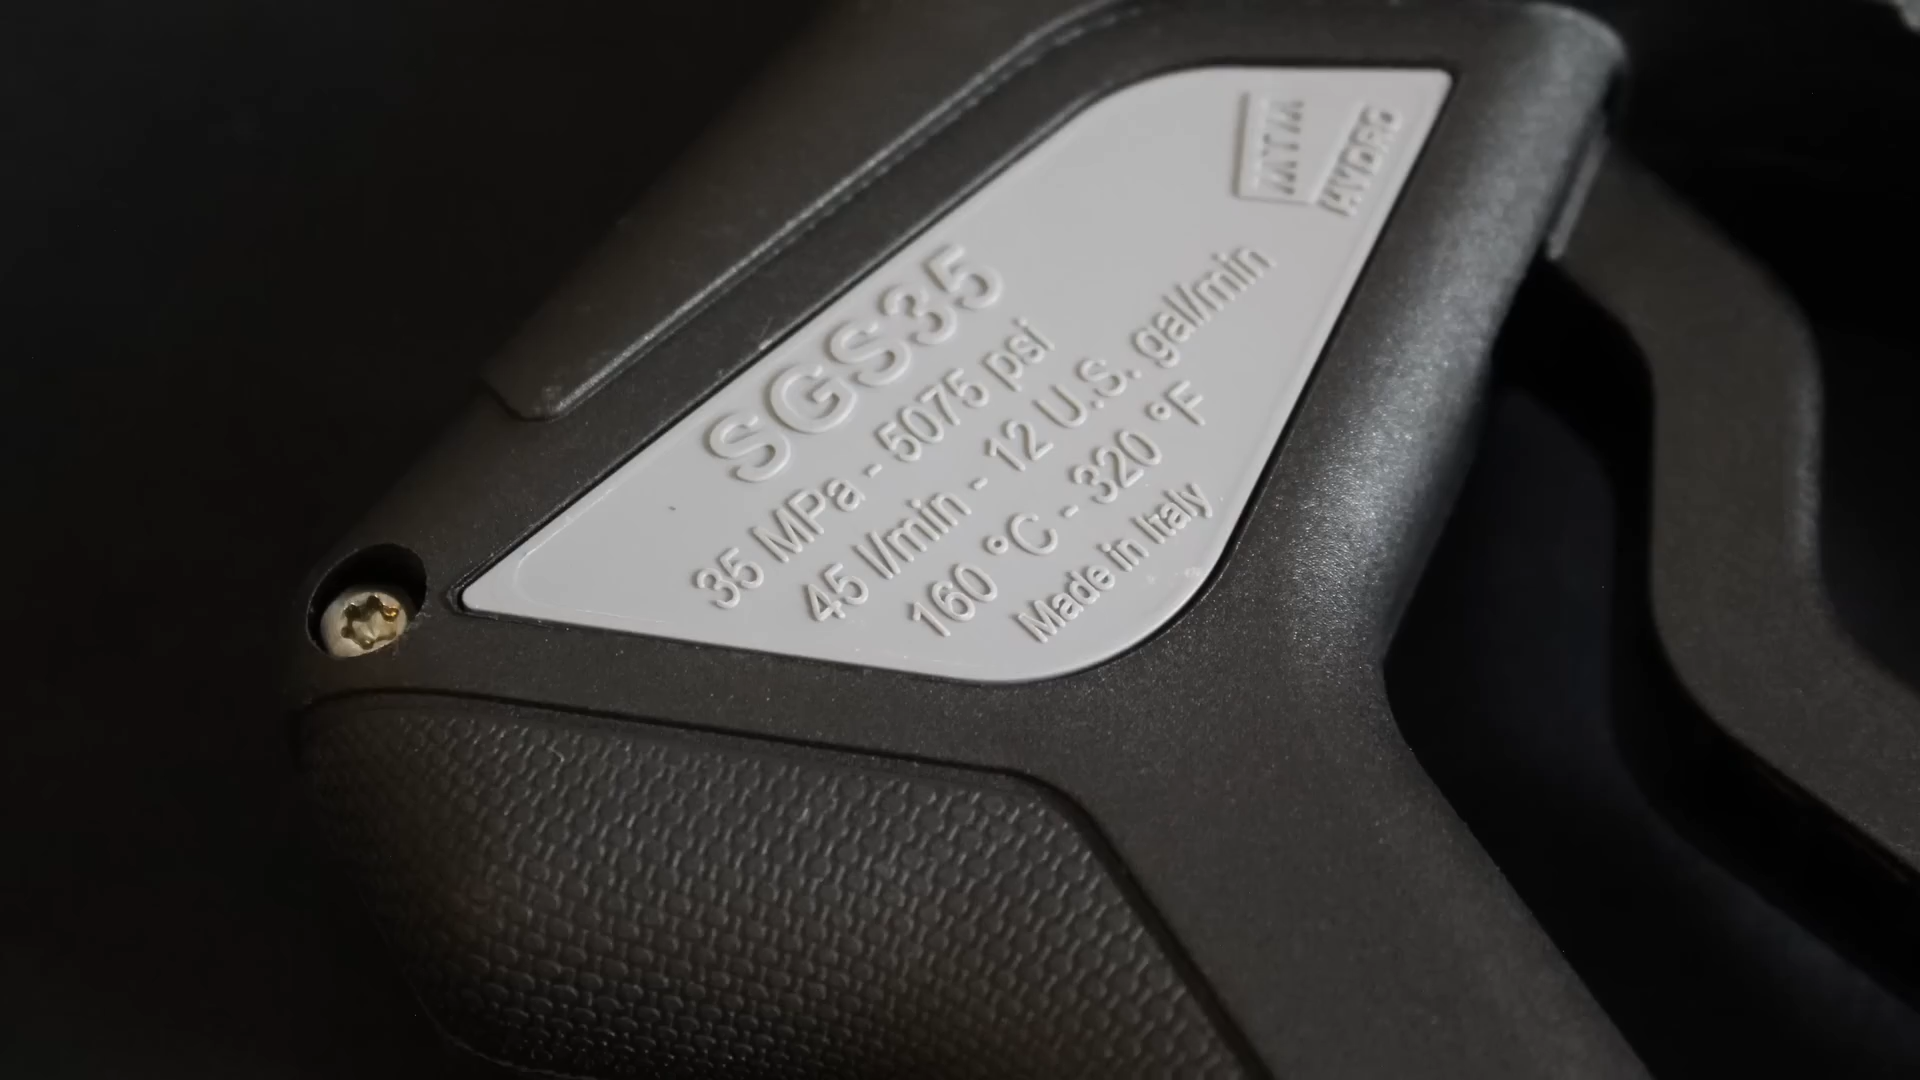 MTM
HYDRO
SGS35
35 MPa - 5075 psi
45 l/min - 12 U.S. gal/min
160 °C - 320 °F
Made in Italy